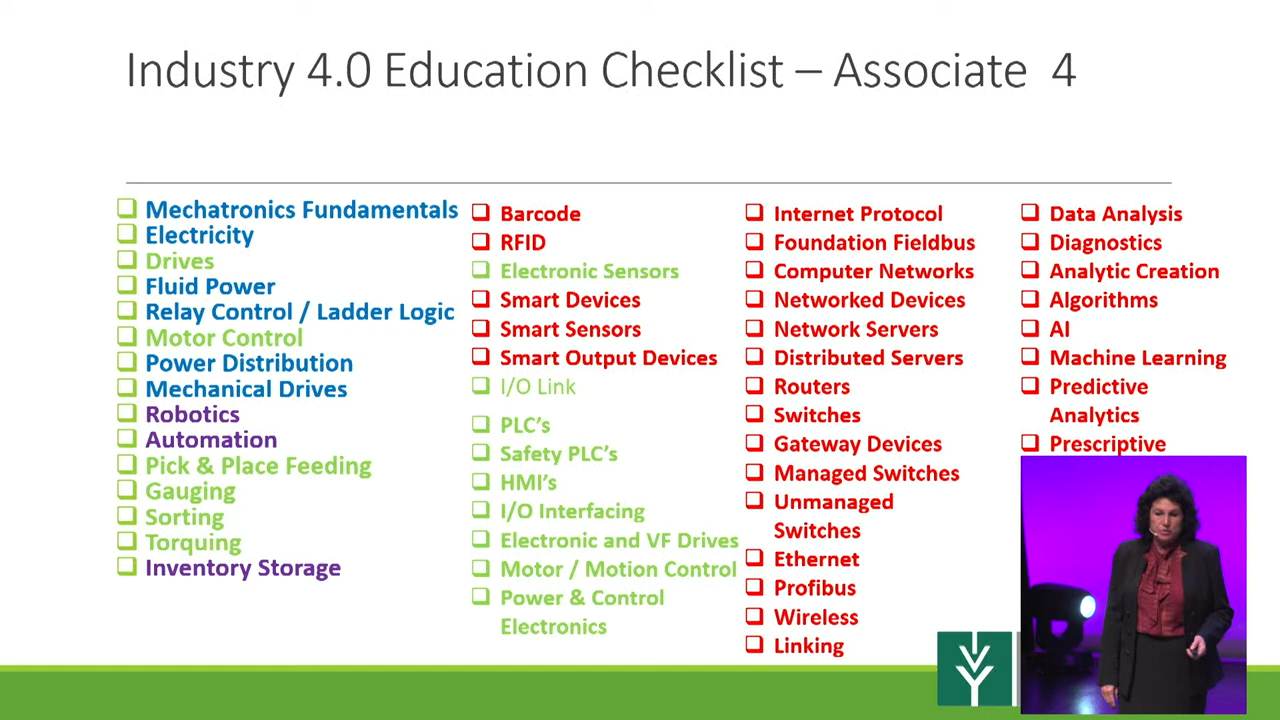 Industry 4.0 Education Checklist – Associate 4
Mechatronics Fundamentals
Electricity
Drives
Fluid Power
Relay Control / Ladder Logic
Motor Control
Power Distribution
Mechanical Drives
Robotics
Automation
Pick & Place Feeding
Gauging
Sorting
Torquing
Inventory Storage
Barcode
RFID
Electronic Sensors
Smart Devices
Smart Sensors
Smart Output Devices
I/O Link
PLC’s
Safety PLC’s
HMI’s
I/O Interfacing
Electronic and VF Drives
Motor / Motion Control
Power & Control
Electronics
Internet Protocol
Foundation Fieldbus
Computer Networks
Networked Devices
Network Servers
Distributed Servers
Routers
Switches
Gateway Devices
Managed Switches
Unmanaged
Switches
Ethernet
Profibus
Wireless
Linking
Data Analysis
Diagnostics
Analytic Creation
Algorithms
AI
Machine Learning
Predictive
Analytics
Prescriptive